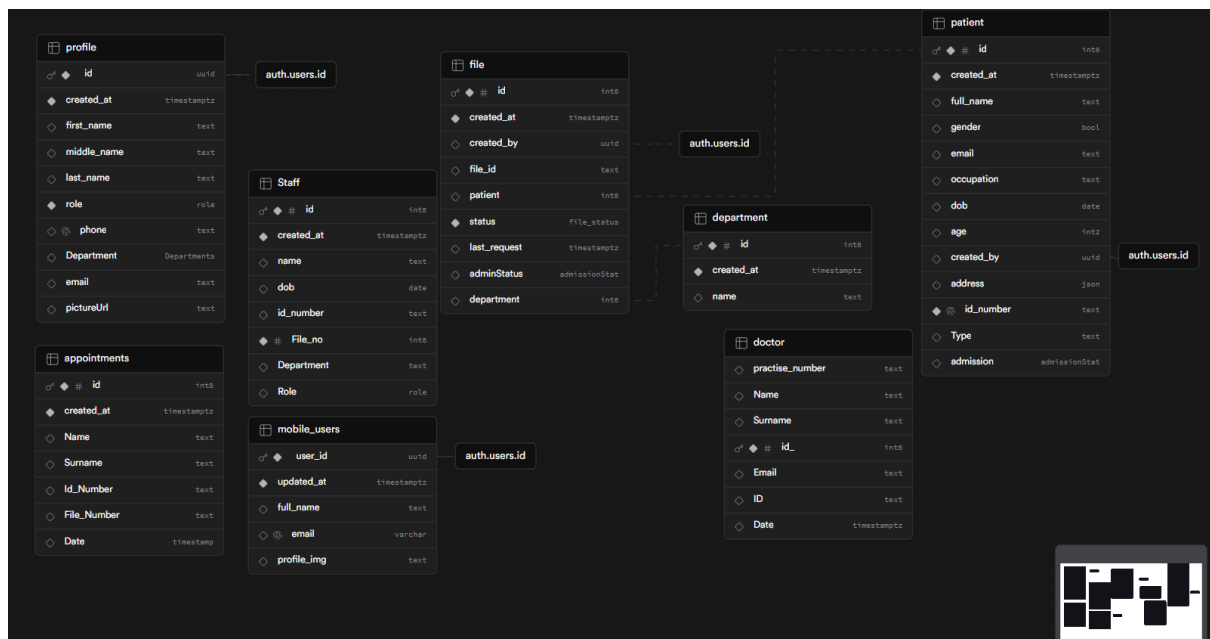 profile
id uuid
created_at timestamptz
first_name text
middle_name text
last_name text
role role
phone text
Department Departments
email text
pictureUrl text
auth.users.id
appointments
id int8
created_at timestamptz
Name text
Surname text
Id_Number text
File_Number text
Date timestamp
Staff
id int8
created_at timestamptz
name text
dob date
id_number text
File_no int8
Department text
Role role
mobile_users
user_id uuid
updated_at timestamptz
full_name text
email varchar
profile_img text
auth.users.id
file
id int8
created_at timestamptz
created_by uuid
file_id text
patient int8
status file_status
last_request timestamptz
adminStatus admissionStat
department int8
auth.users.id
department
id int8
created_at timestamptz
name text
doctor
practise_number text
Name text
Surname text
id_ int8
Email text
ID text
Date timestamptz
patient
id int8
created_at timestamptz
full_name text
gender bool
email text
occupation text
dob date
age int2
created_by uuid
address json
id_number text
Type text
admission admissionStat
auth.users.id